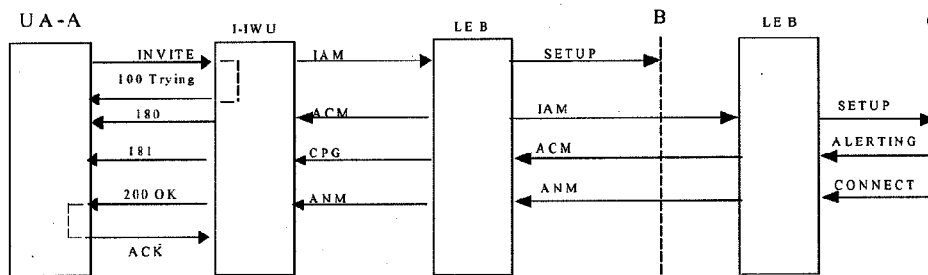 UA-A I-IWU LE B B LE B
INVITE IAM SETUP
100 Trying
180 ACM IAM SETUP
181 CPG ACM ALERTING
200 OK ANM ANM CONNECT
ACK